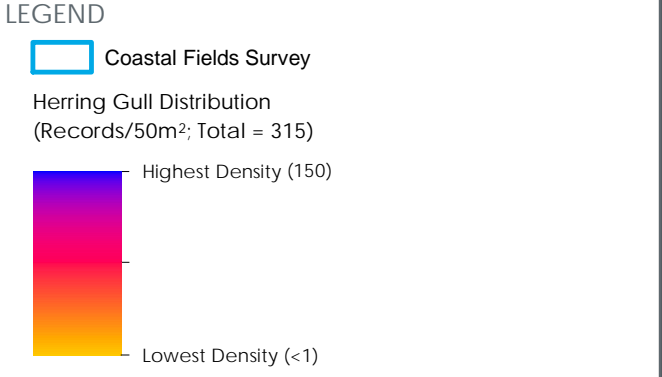 LEGEND
Coastal Fields Survey
Herring Gull Distribution
(Records/50m²; Total = 315)
Highest Density (150)
Lowest Density (<1)